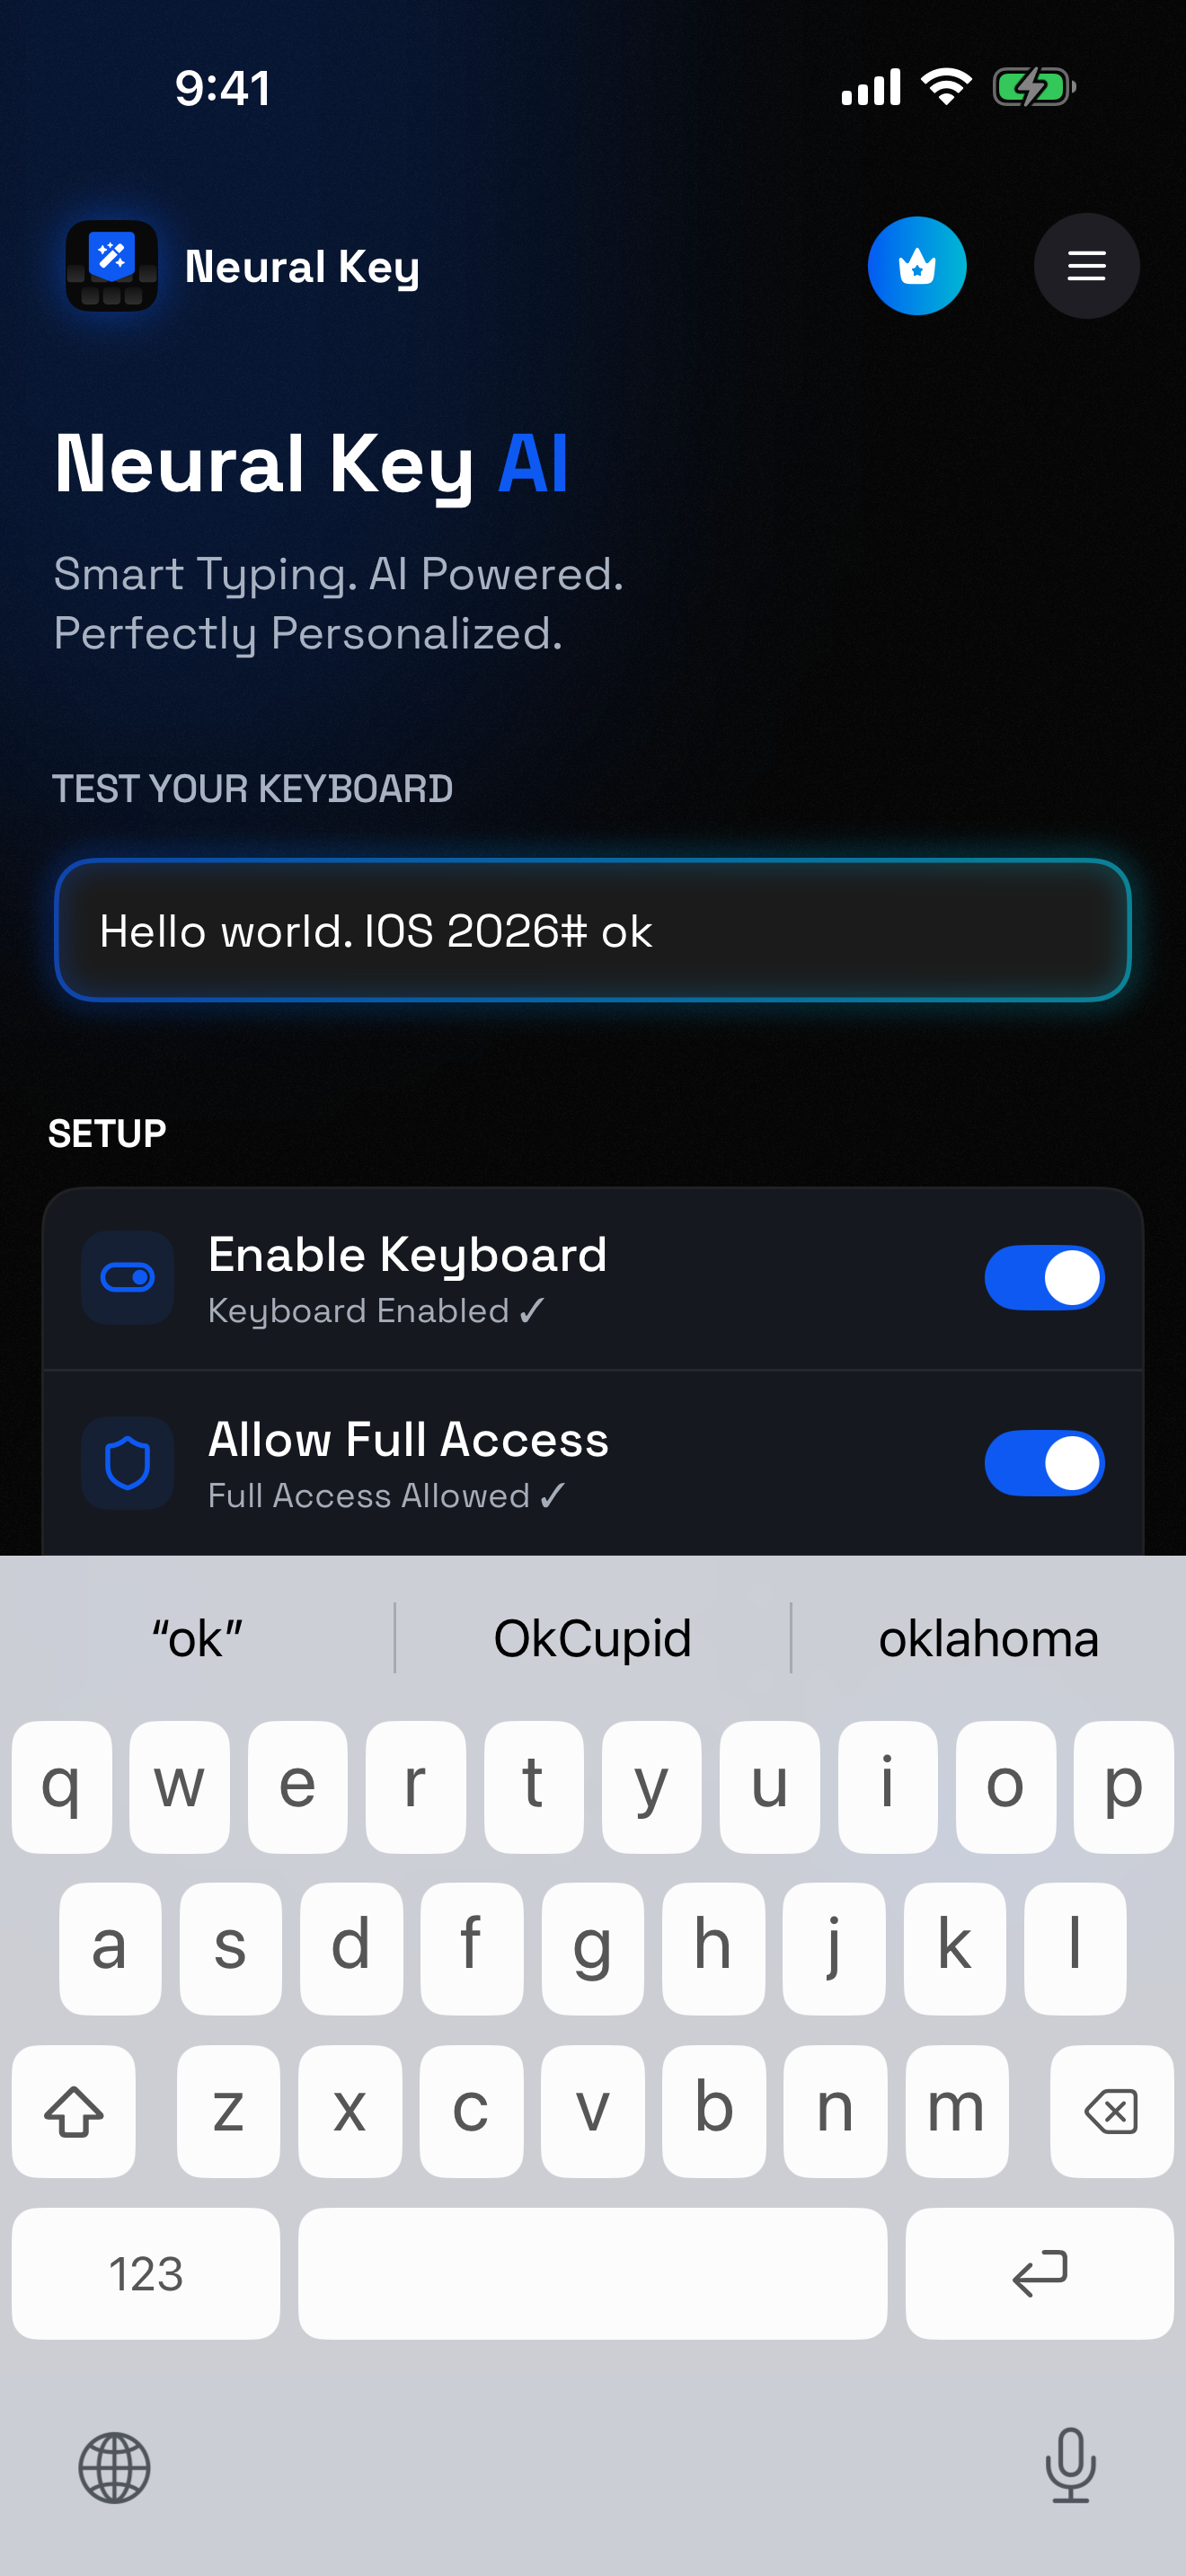 9:41
Neural Key
Neural Key AI
Smart Typing. AI Powered.
Perfectly Personalized.
TEST YOUR KEYBOARD
Hello world. IOS 2026# ok
SETUP
Enable Keyboard
Keyboard Enabled ✓
Allow Full Access
Full Access Allowed ✓
“ok” OkCupid oklahoma
q w e r t y u i o p
a s d f g h j k l
z x c v b n m
123